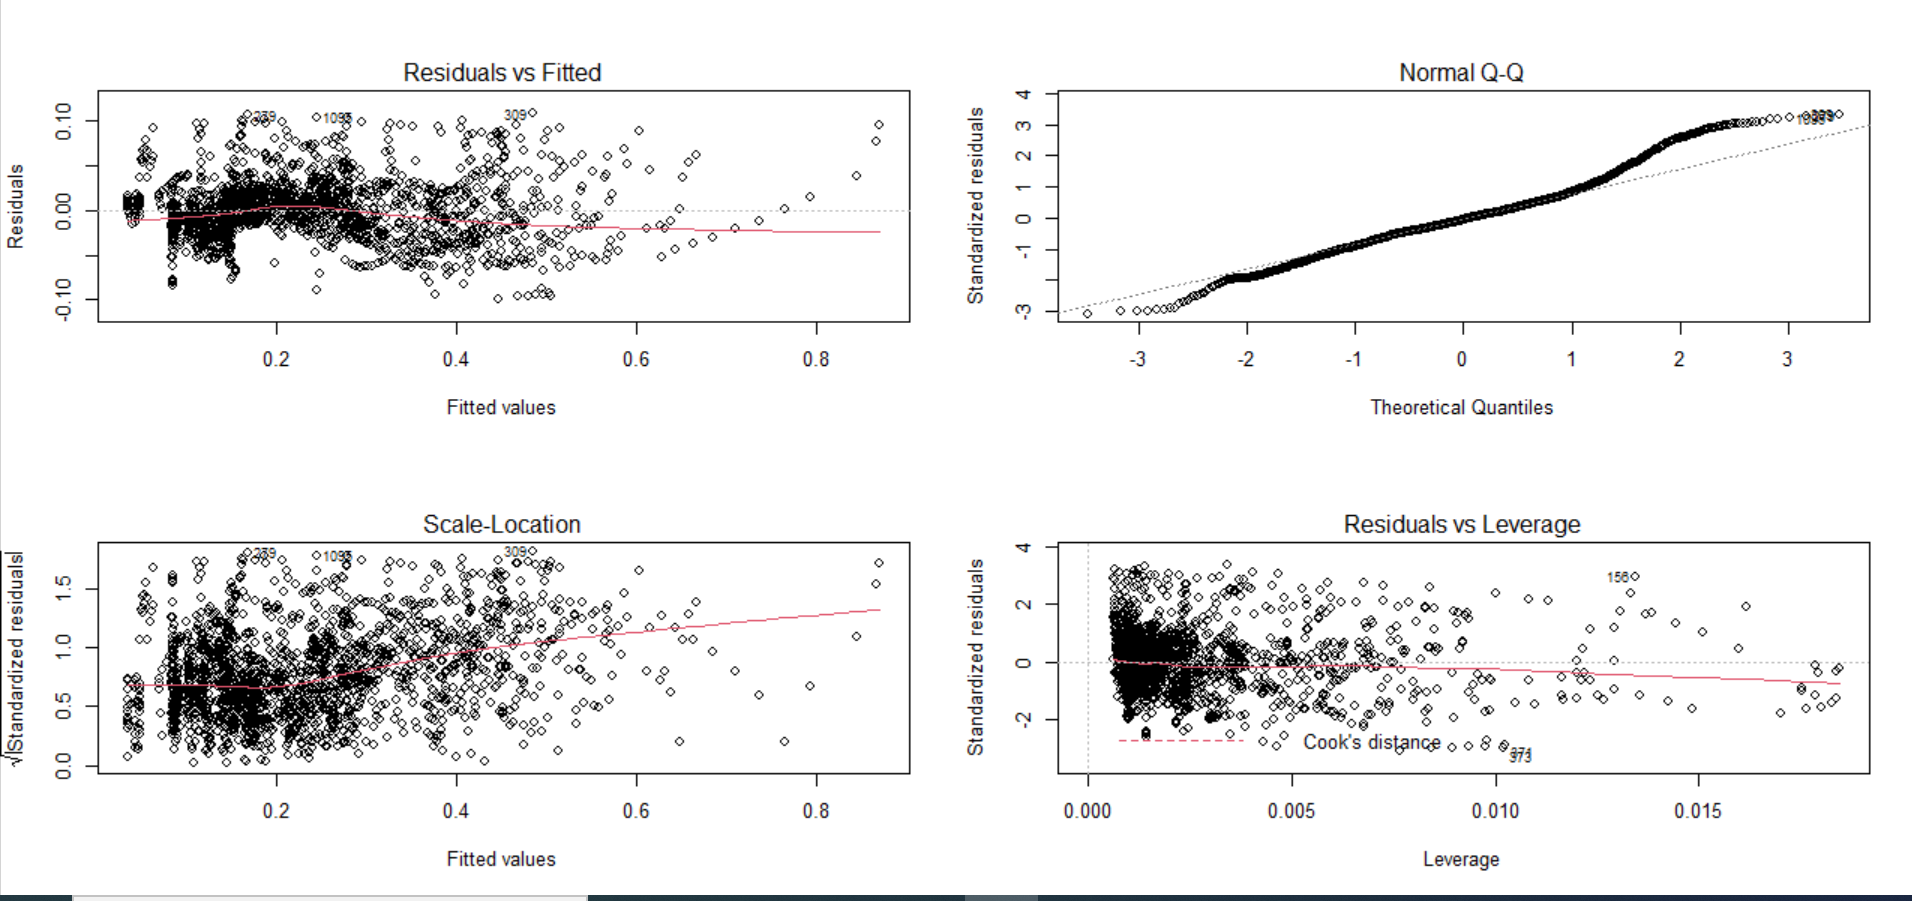 Residuals vs Fitted
Residuals
0.10
0.00
-0.10
309
0.2 0.4 0.6 0.8
Fitted values
Normal Q-Q
Standardized residuals
4
3
2
1
0
-1
-3
-3 -2 -1 0 1 2 3
Theoretical Quantiles
Scale-Location
√|Standardized residuals|
1.5
1.0
0.5
0.0
309
0.2 0.4 0.6 0.8
Fitted values
Residuals vs Leverage
Standardized residuals
4
2
0
-2
156
Cook's distance
373
0.000 0.005 0.010 0.015
Leverage